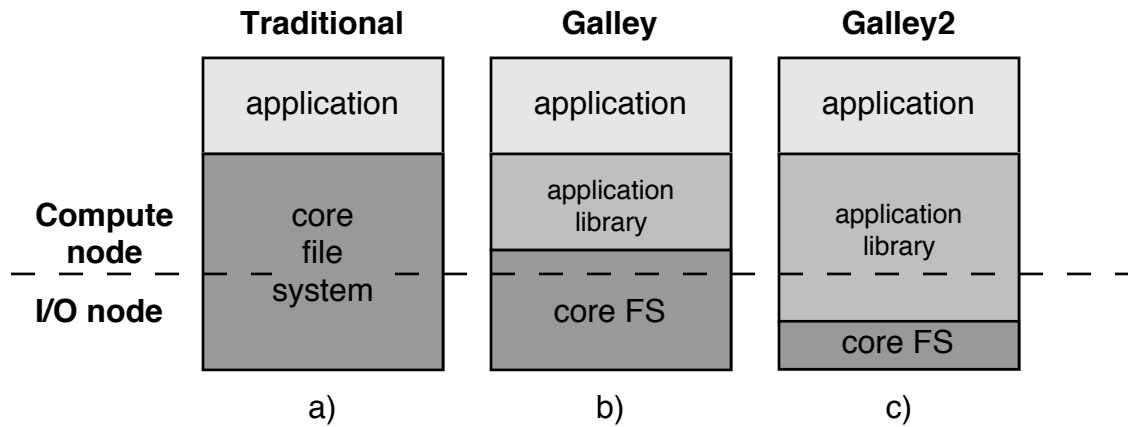 Traditional Galley Galley2
application application application
application
library
application
library
core
file
system
Compute
node
I/O node
core FS
core FS
a) b) c)